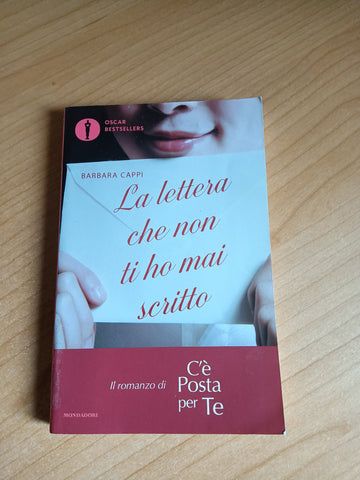 OSCAR
BESTSELLERS
BARBARA CAPPI
La lettera
che non
ti ho mai
scritto
Il romanzo di
C'è
Posta
per Te
MONDADORI